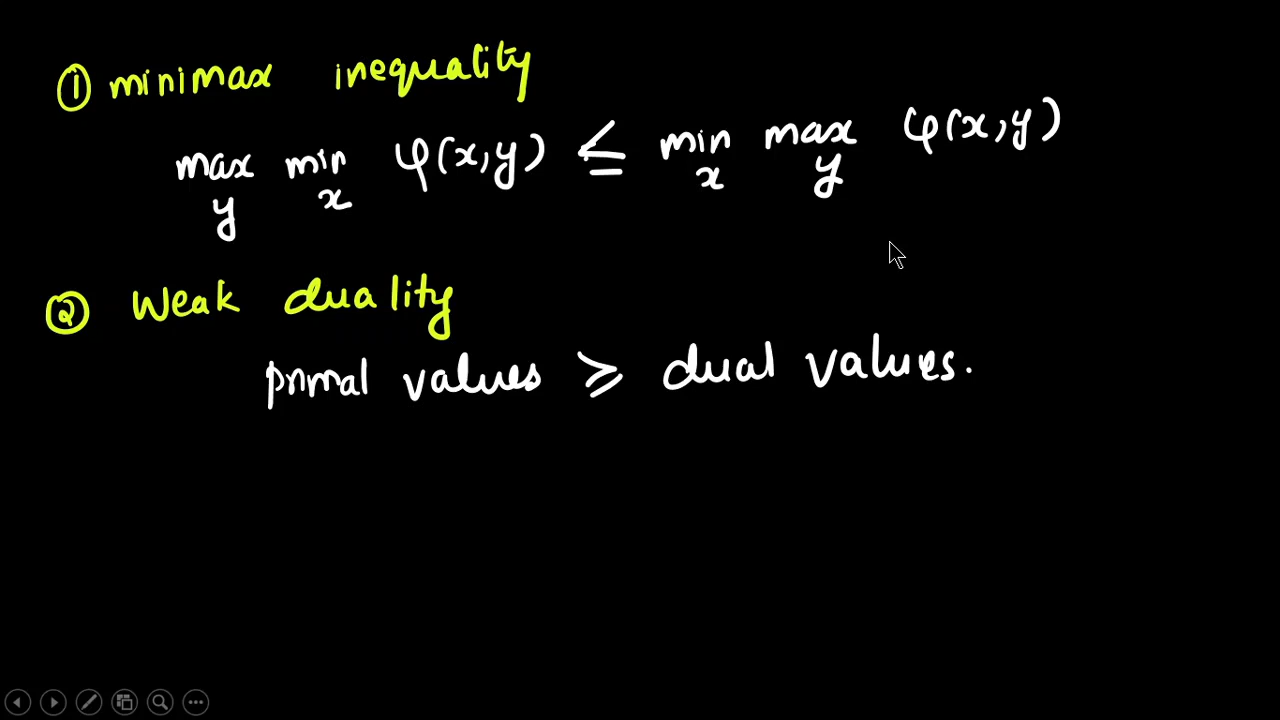 ① minimax inequality
max min φ(x,y) ≤ min max φ(x,y)
y x x y
② Weak duality
primal values ≥ dual values.